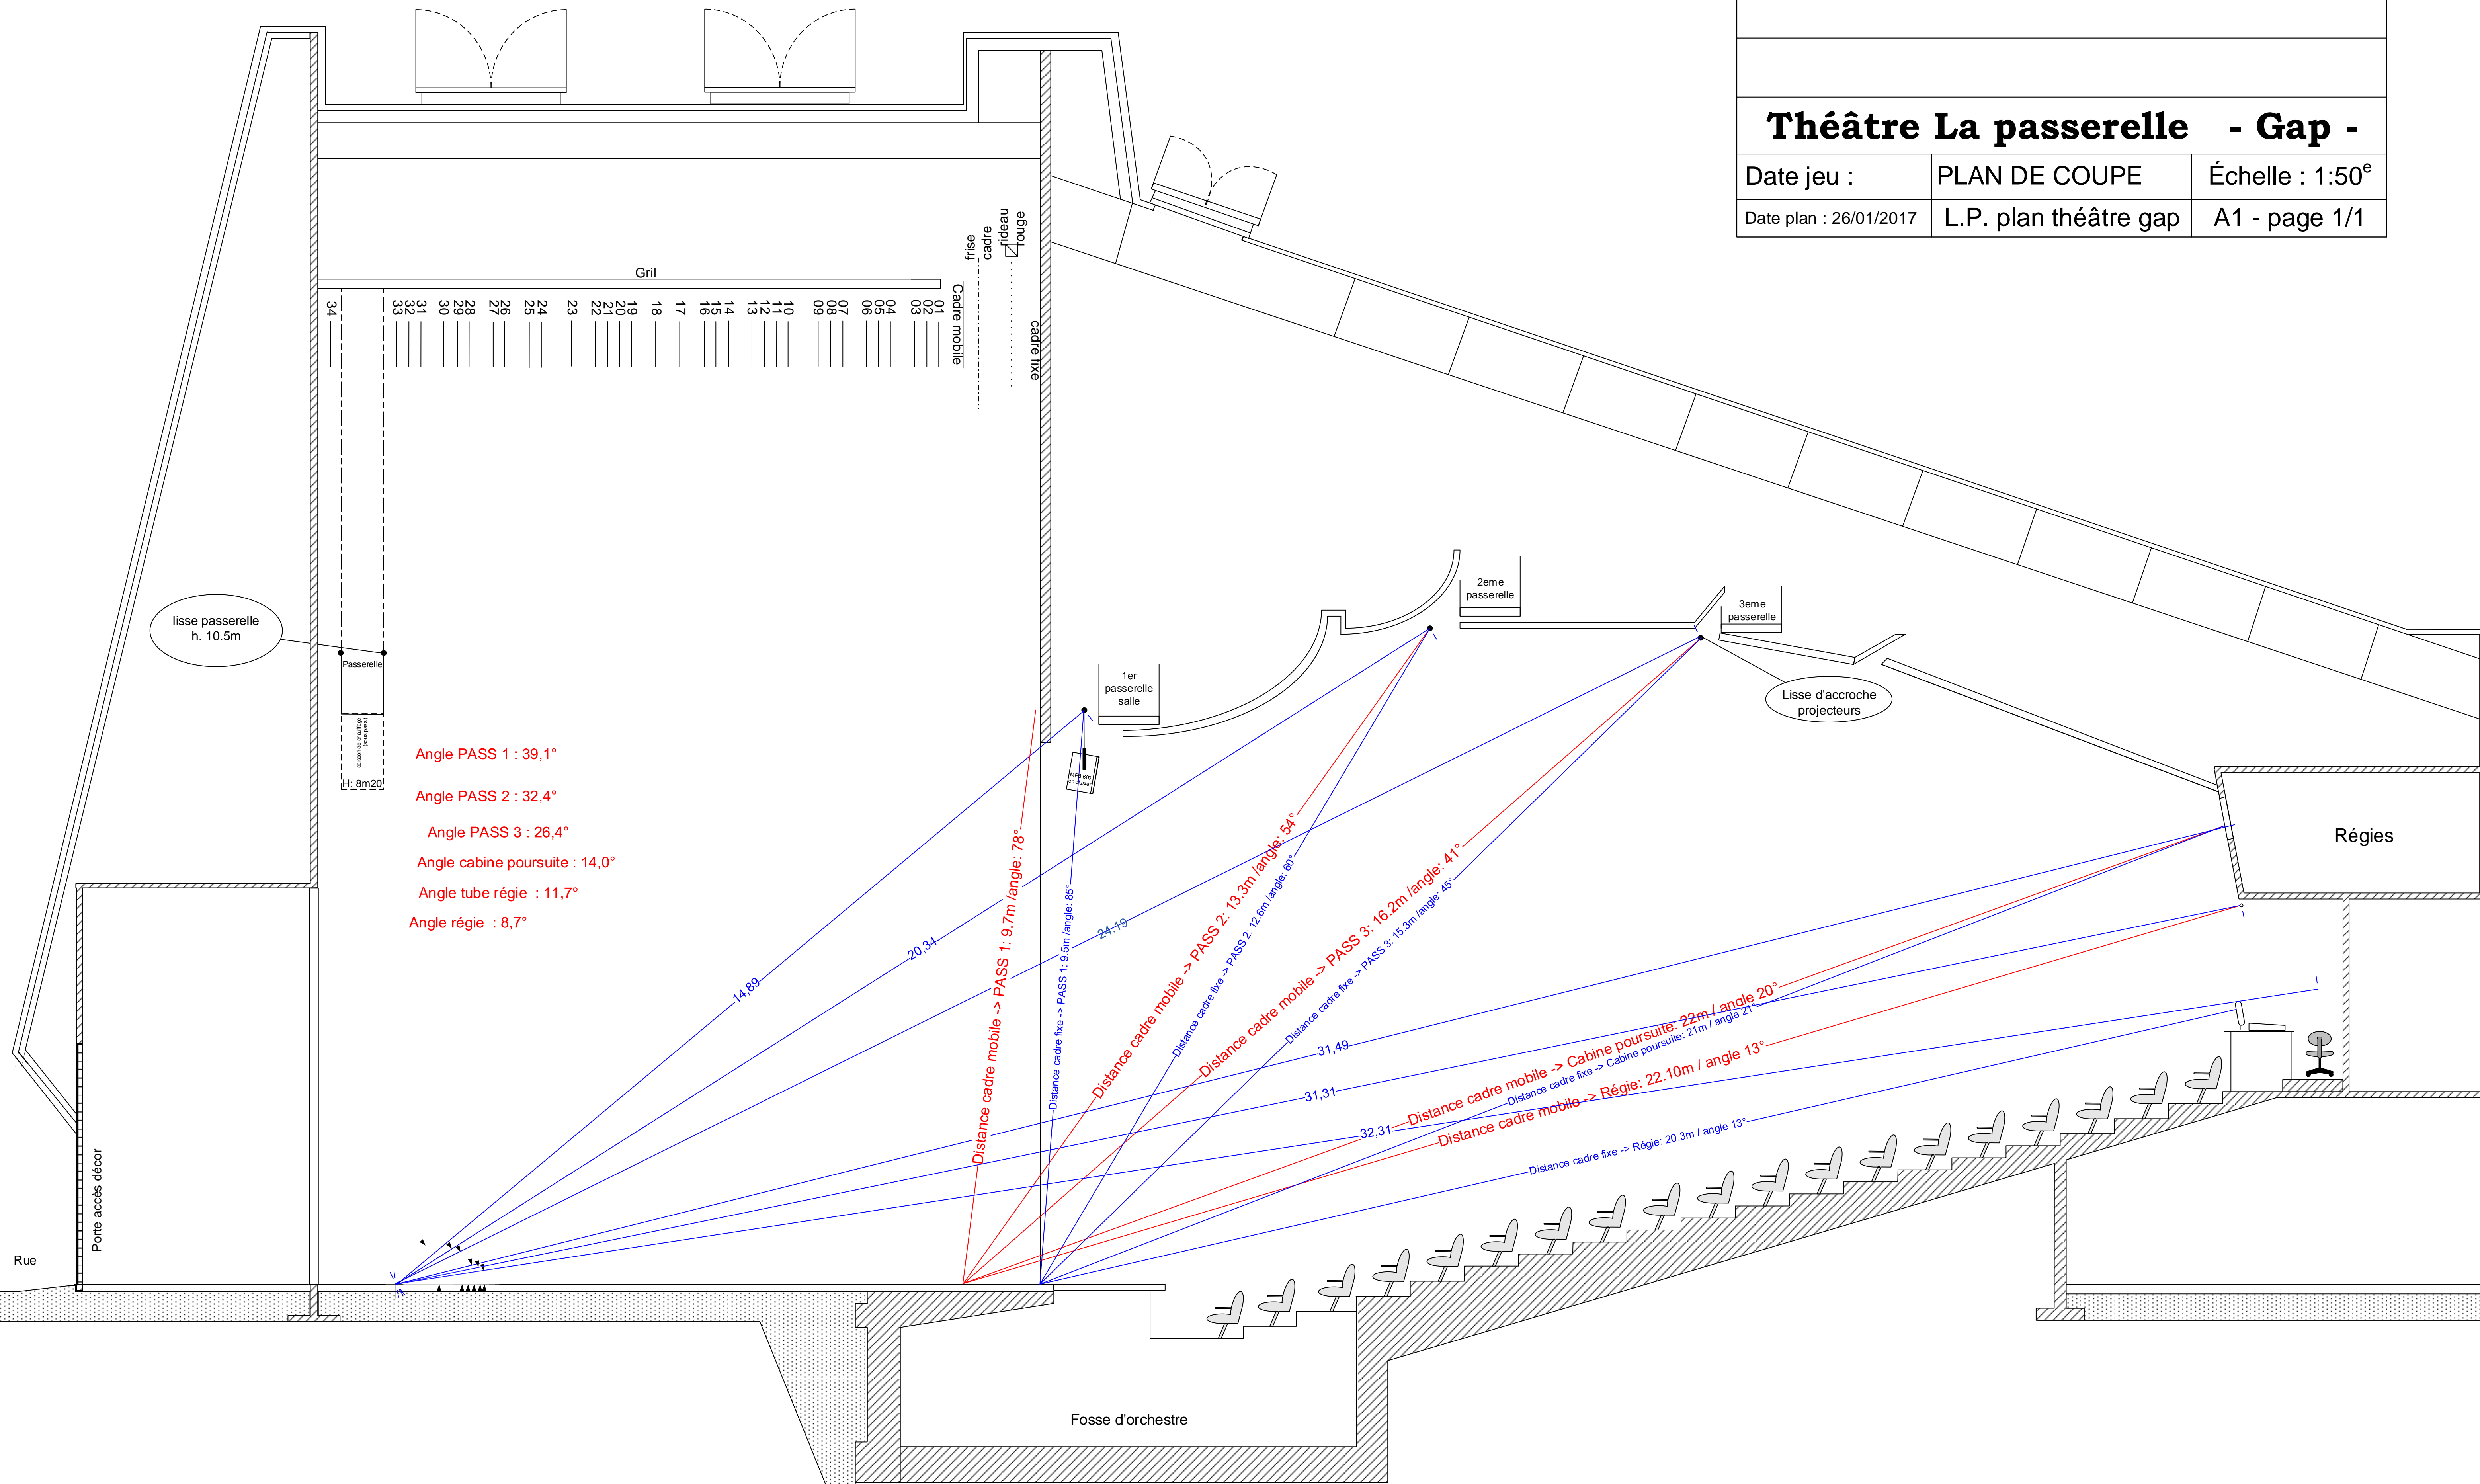 Théâtre La passerelle - Gap -
Date jeu :
PLAN DE COUPE
Échelle : 1:50e
Date plan : 26/01/2017
L.P. plan théâtre gap
A1 - page 1/1
frise
cadre
rideau
rouge
Gril
34
33
32
31
30
29
28
27
26
25
24
23
22
21
20
19
18
17
16
15
14
13
12
11
10
09
08
07
06
05
04
03
02
01
Cadre mobile
cadre fixe
lisse passerelle
h. 10.5m
Passerelle
caisson de chauffage
(sous pass.)
H: 8m20
2eme
passerelle
3eme
passerelle
1er
passerelle
salle
Lisse d'accroche
projecteurs
MPB 600
en cluster
Angle PASS 1 : 39,1°
Angle PASS 2 : 32,4°
Angle PASS 3 : 26,4°
Angle cabine poursuite : 14,0°
Angle tube régie : 11,7°
Angle régie : 8,7°
Régies
14,89
20,34
24.19
31,49
31,31
32,31
Distance cadre mobile -> PASS 1: 9.7m /angle: 78°
Distance cadre fixe -> PASS 1: 9.5m /angle: 85°
Distance cadre mobile -> PASS 2: 13.3m /angle: 54°
Distance cadre fixe -> PASS 2: 12.6m /angle: 60°
Distance cadre mobile -> PASS 3: 16.2m /angle: 41°
Distance cadre fixe -> PASS 3: 15.3m /angle: 45°
Distance cadre mobile -> Cabine poursuite: 22m / angle 20°
Distance cadre fixe -> Cabine poursuite: 21m / angle 21°
Distance cadre mobile -> Régie: 22.10m / angle 13°
Distance cadre fixe -> Régie: 20.3m / angle 13°
Porte accès décor
Rue
Fosse d'orchestre